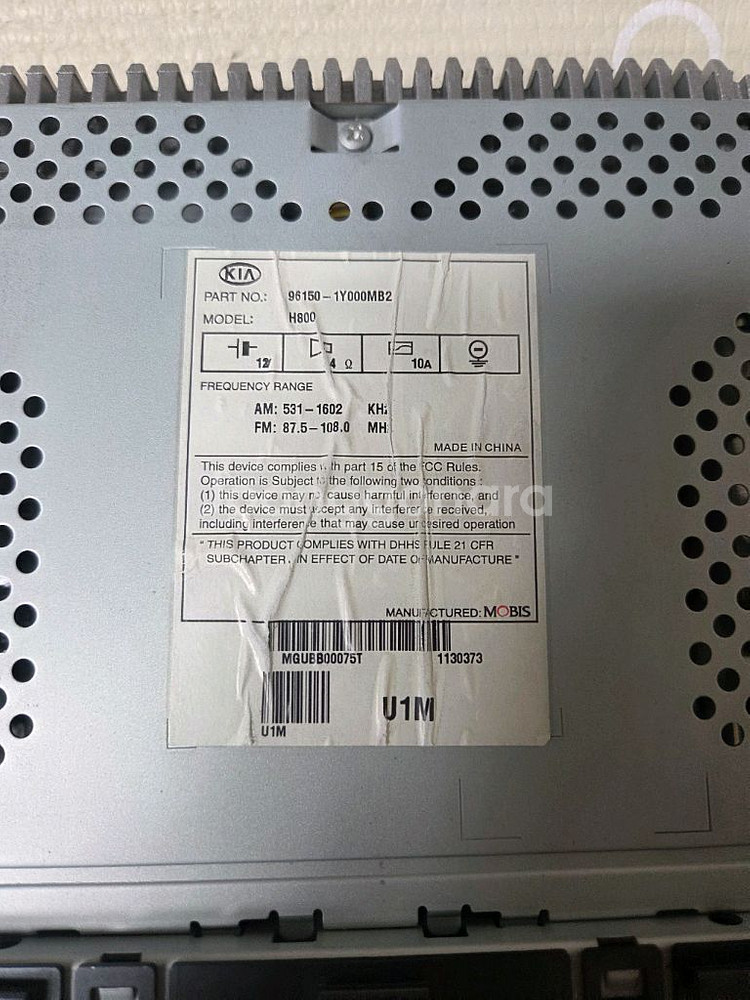 KIA
PART NO.: 96150-1Y000MB2
MODEL: H800
12V 4 Ω 10A
FREQUENCY RANGE
AM: 531-1602 KHz
FM: 87.5-108.0 MHz
MADE IN CHINA
This device complies with part 15 of the FCC Rules.
Operation is Subject to the following two conditions :
(1) this device may not cause harmful interference, and
(2) the device must accept any interference received,
including interference that may cause undesired operation
" THIS PRODUCT COMPLIES WITH DHHS RULE 21 CFR
SUBCHAPTER J, IN EFFECT OF DATE OF MANUFACTURE "
MANUFACTURED: MOBIS
MGUBB00075T 1130373
U1M
U1M